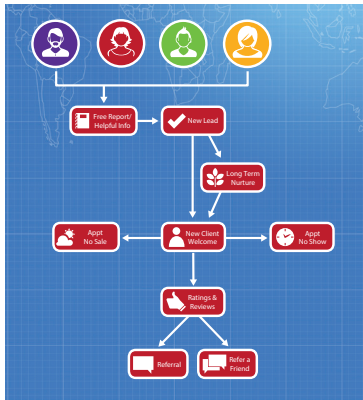 Free Report/
Helpful Info
New Lead
Long Term
Nurture
Appt
No Sale
New Client
Welcome
Appt
No Show
Ratings &
Reviews
Referral
Refer a
Friend